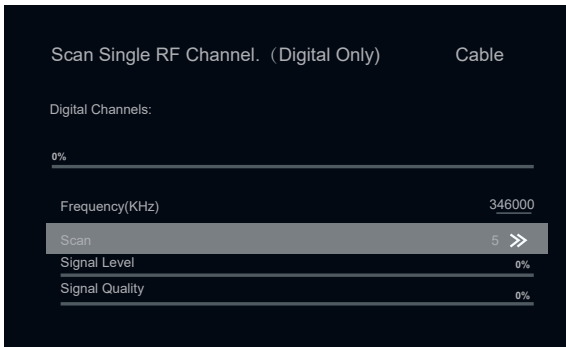 Scan Single RF Channel.（Digital Only) Cable
Digital Channels:
0%
Frequency(KHz) 346000
Scan 5
Signal Level 0%
Signal Quality 0%